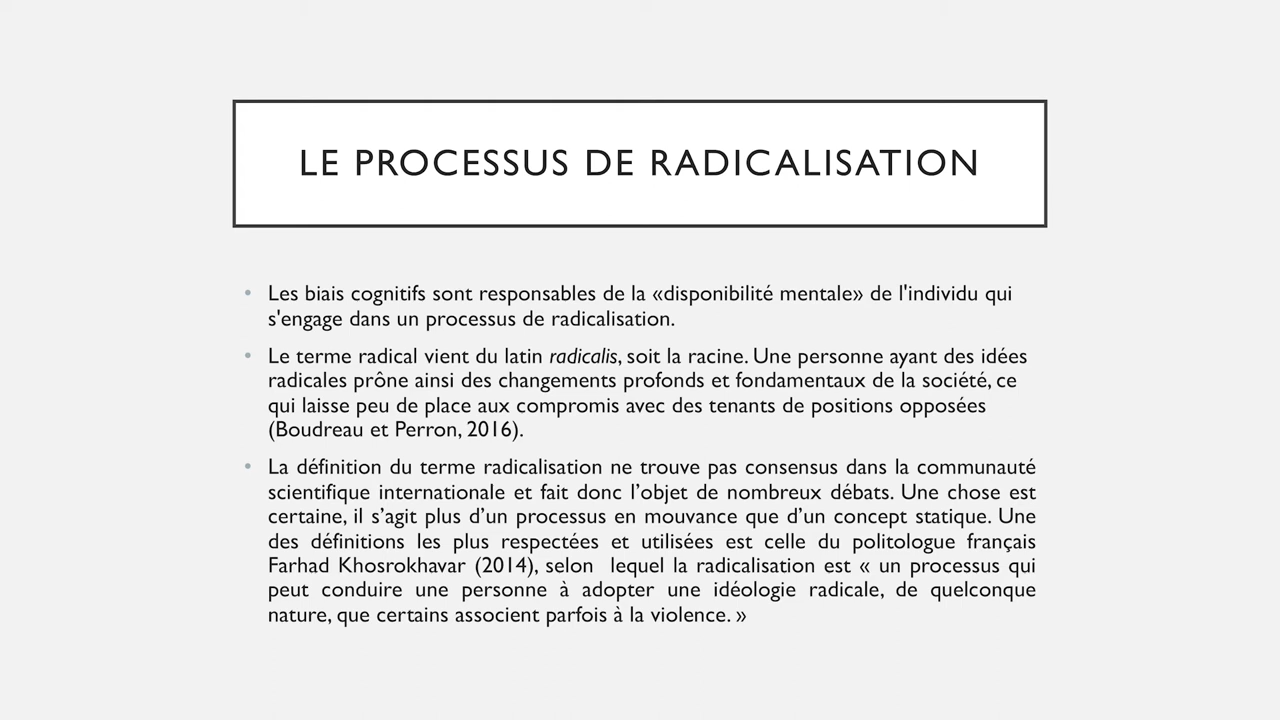 LE PROCESSUS DE RADICALISATION
• Les biais cognitifs sont responsables de la «disponibilité mentale» de l'individu qui
s'engage dans un processus de radicalisation.
• Le terme radical vient du latin radicalis, soit la racine. Une personne ayant des idées
radicales prône ainsi des changements profonds et fondamentaux de la société, ce
qui laisse peu de place aux compromis avec des tenants de positions opposées
(Boudreau et Perron, 2016).
• La définition du terme radicalisation ne trouve pas consensus dans la communauté
scientifique internationale et fait donc l’objet de nombreux débats. Une chose est
certaine, il s’agit plus d’un processus en mouvance que d’un concept statique. Une
des définitions les plus respectées et utilisées est celle du politologue français
Farhad Khosrokhavar (2014), selon lequel la radicalisation est « un processus qui
peut conduire une personne à adopter une idéologie radicale, de quelconque
nature, que certains associent parfois à la violence. »